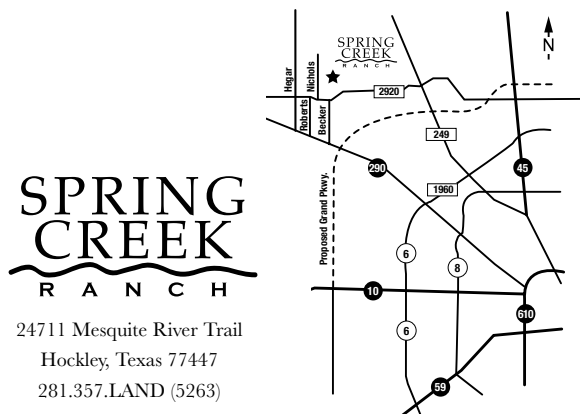 SPRING
CREEK
RANCH
24711 Mesquite River Trail
Hockley, Texas 77447
281.357.LAND (5263)
SPRING
CREEK
RANCH
N
Hegar
Nichols
Roberts
Becker
2920
249
290
45
1960
Proposed Grand Pkwy.
6
8
10
610
6
59